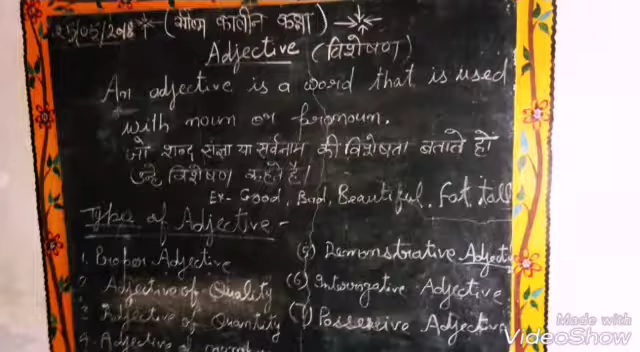 25/05/2018 (ग्रीष्म कालीन कक्षा)
Adjective (विशेषण)
An adjective is a word that is used
with noun or pronoun.
जो शब्द संज्ञा या सर्वनाम की विशेषता बताते हों
उन्हें विशेषण कहते हैं।
Ex- Good, Bad, Beautiful, Fat, tall
Types of Adjective -
1. Proper Adjective
2 Adjective of Quality
3 Adjective of Quantity
4. Adjective of number
(5) Demonstrative Adjecti
(6) Interrogative Adjective
(7) Possessive Adjective
Made with
VideoShow